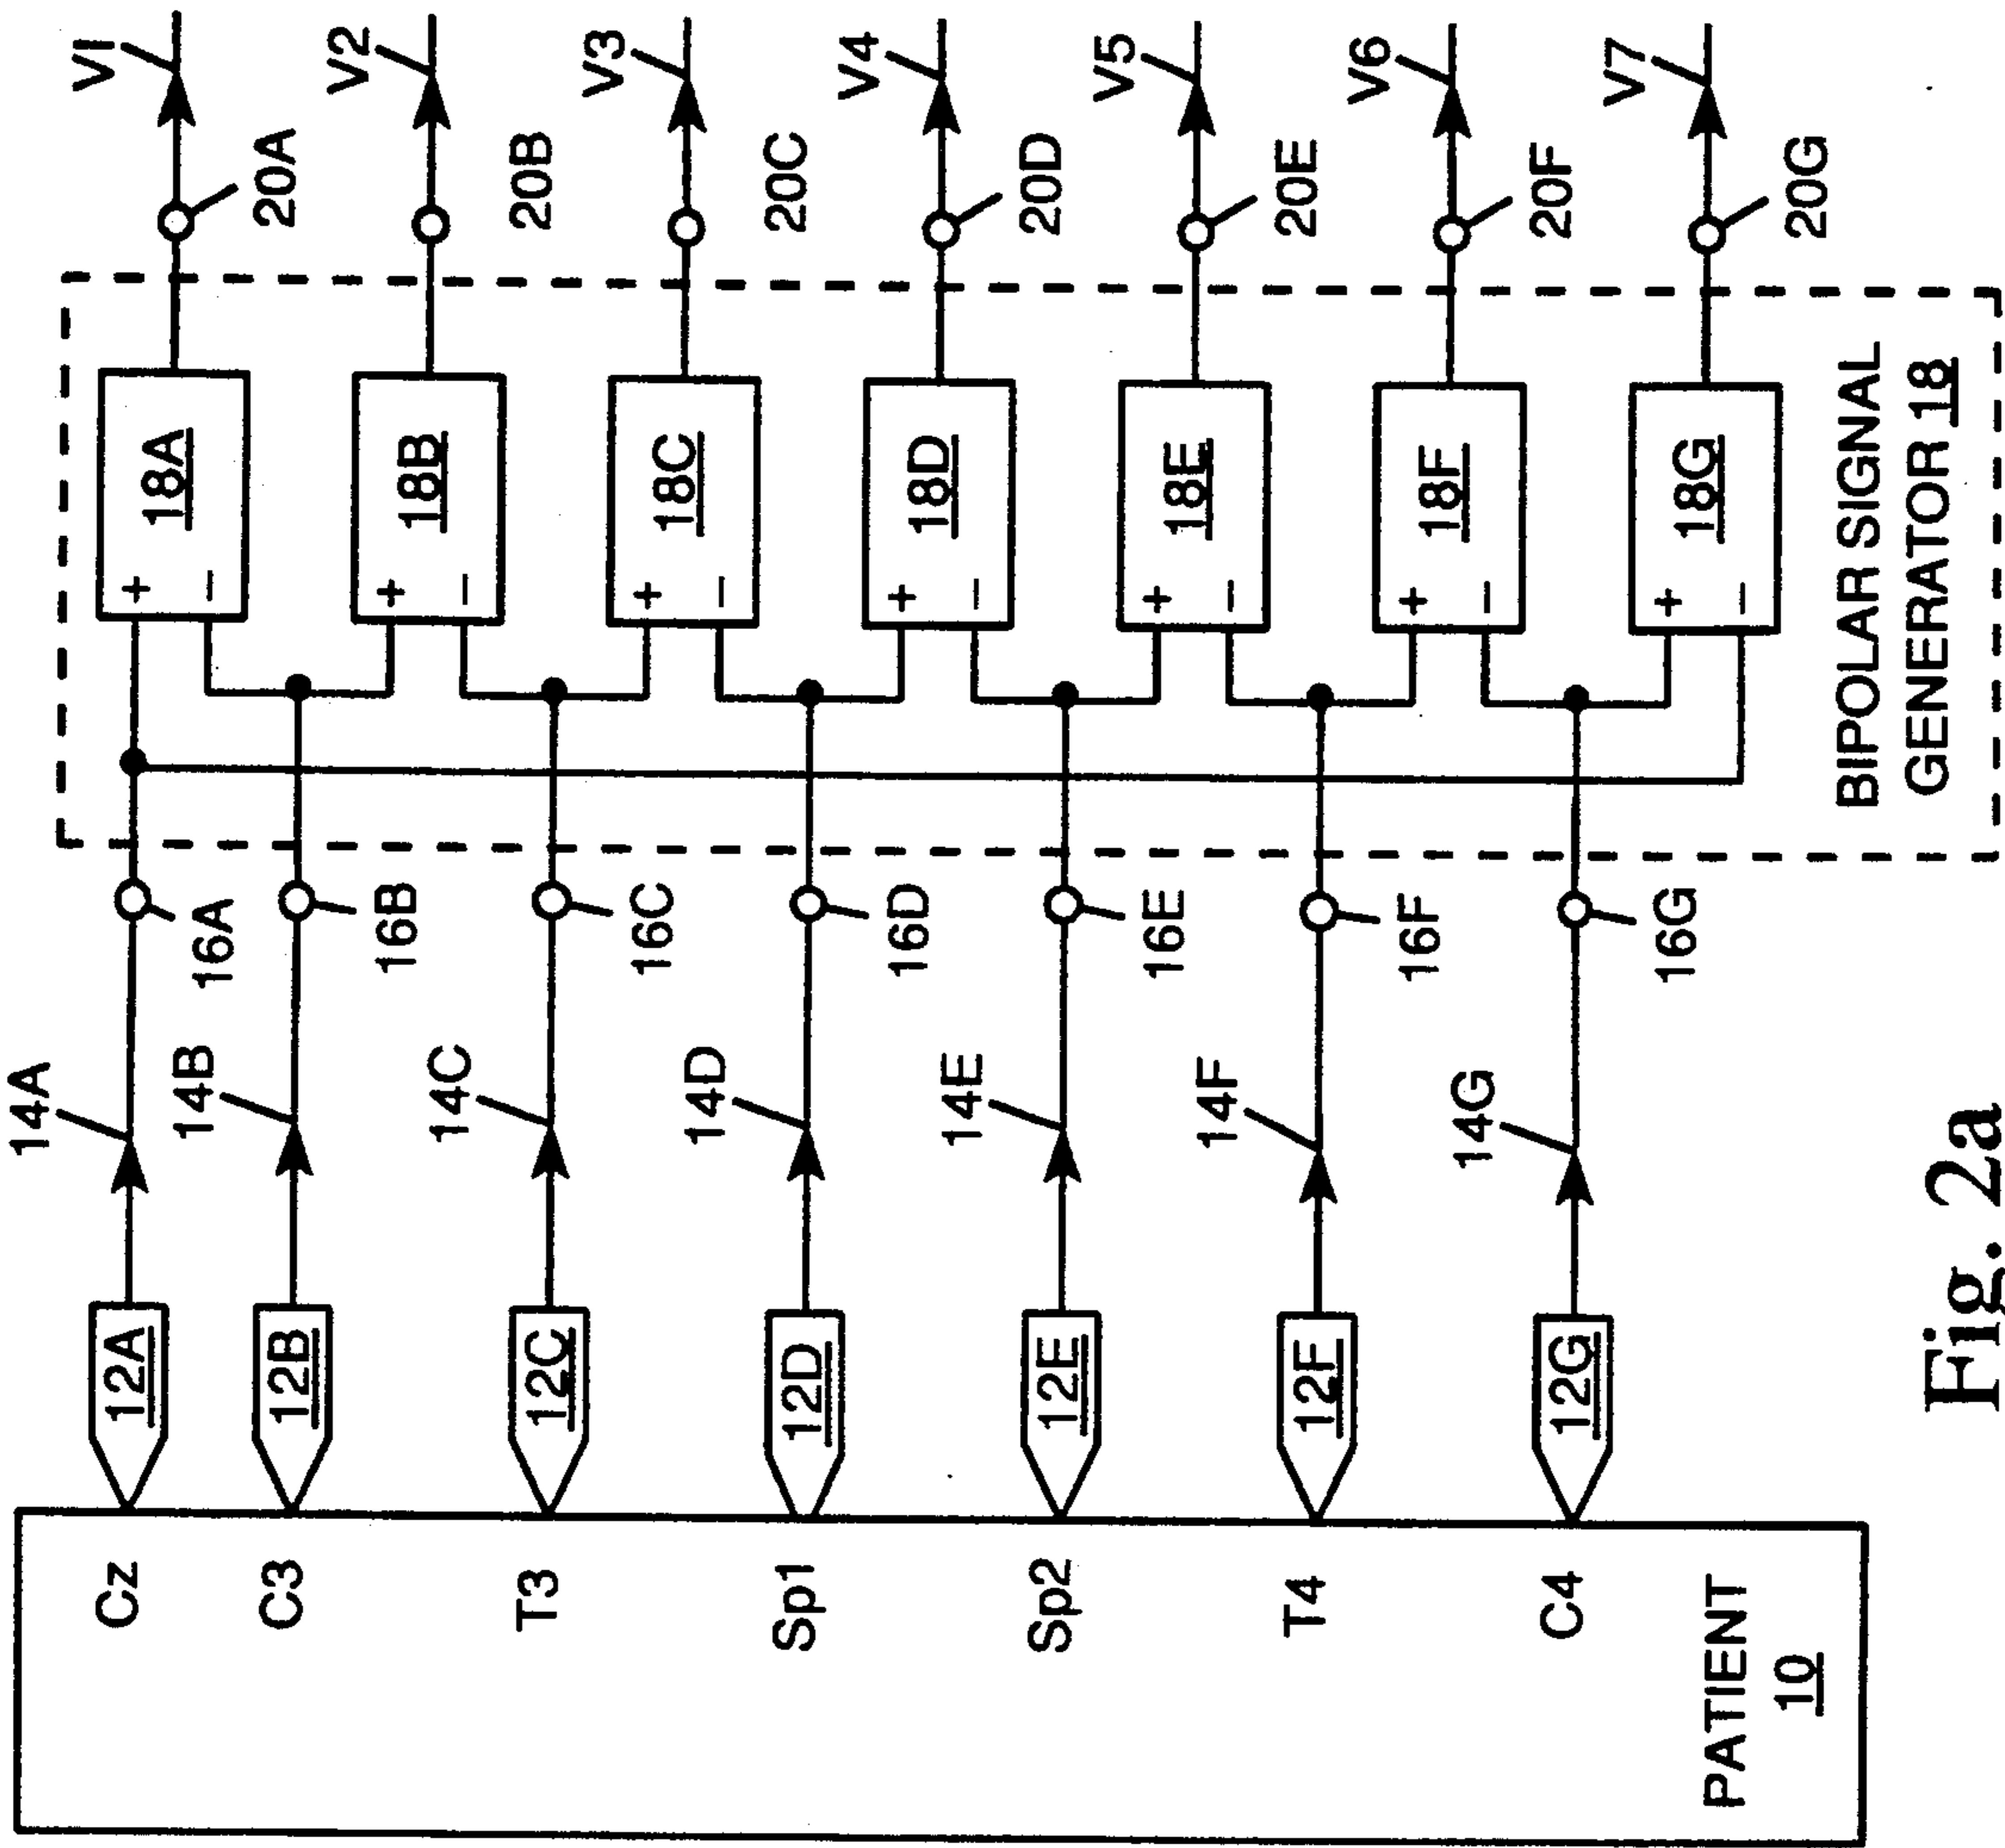 PATIENT
10
Cz
C3
T3
Sp1
Sp2
T4
C4
12A
12B
12C
12D
12E
12F
12G
14A
14B
14C
14D
14E
14F
14G
16A
16B
16C
16D
16E
16F
16G
+
−
18A
+
−
18B
+
−
18C
+
−
18D
+
−
18E
+
−
18F
+
−
18G
BIPOLAR SIGNAL
GENERATOR 18
20A
20B
20C
20D
20E
20F
20G
V1
V2
V3
V4
V5
V6
V7
Fig. 2a